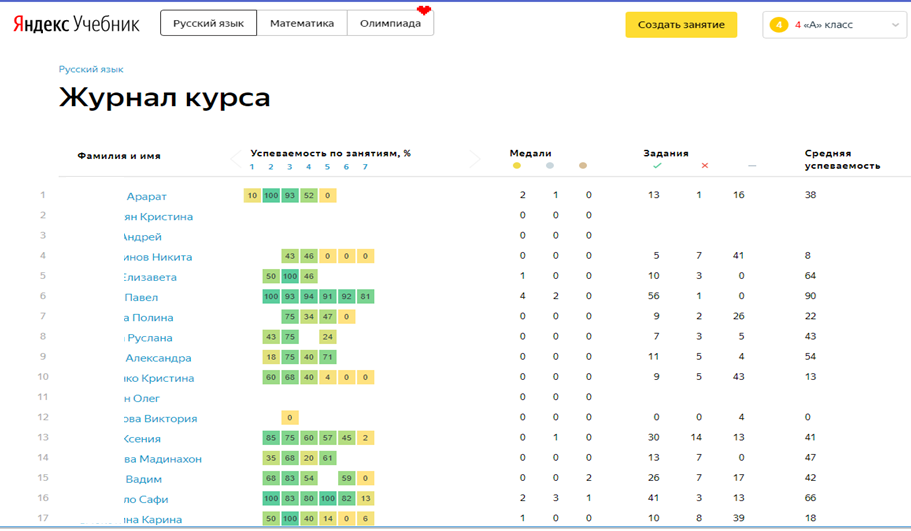 Яндекс Учебник Русский язык Математика Олимпиада Создать занятие 4 4 «А» класс
Русский язык
Журнал курса
Фамилия и имя Успеваемость по занятиям, % Медали Задания Средняя успеваемость
1 2 3 4 5 6 7
1 Арарат 10 100 93 52 0 2 1 0 13 1 16 38
2 ян Кристина 0 0 0
3 Андрей 0 0 0
4 инов Никита 43 46 0 0 0 0 0 0 5 7 41 8
5 Елизавета 50 100 46 1 0 0 10 3 0 64
6 Павел 100 93 94 91 92 81 4 2 0 56 1 0 90
7 а Полина 75 34 47 0 0 0 0 9 2 26 22
8 Руслана 43 75 24 0 0 0 7 3 5 43
9 Александра 18 75 40 71 0 0 0 11 5 4 54
10 нко Кристина 60 68 40 4 0 0 0 0 0 9 5 43 13
11 н Олег 0 0 0
12 ова Виктория 0 0 0 0 0 0 4 0
13 Ксения 85 75 60 57 45 2 0 1 0 30 14 13 41
14 ва Мадинахон 35 68 20 61 0 0 0 13 7 0 47
15 Вадим 68 83 54 59 0 0 0 2 26 7 17 42
16 ло Сафи 100 83 80 100 82 13 2 3 1 41 3 13 66
17 ина Карина 50 100 40 14 0 6 1 0 0 10 8 39 18